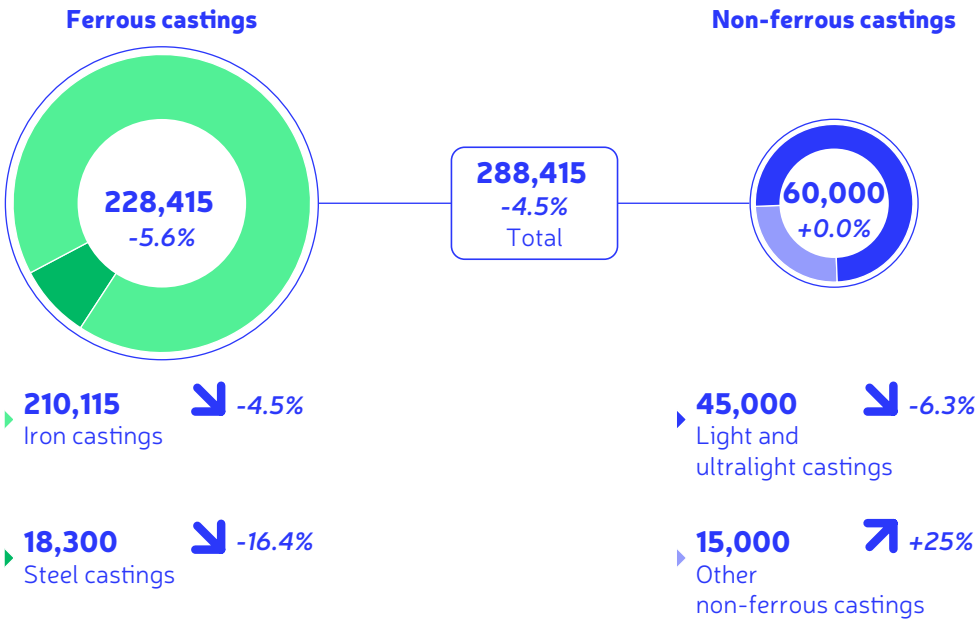 Ferrous castings
228,415
-5.6%
288,415
-4.5%
Total
Non-ferrous castings
60,000
+0.0%
210,115
-4.5%
Iron castings
18,300
-16.4%
Steel castings
45,000
-6.3%
Light and
ultralight castings
15,000
+25%
Other
non-ferrous castings